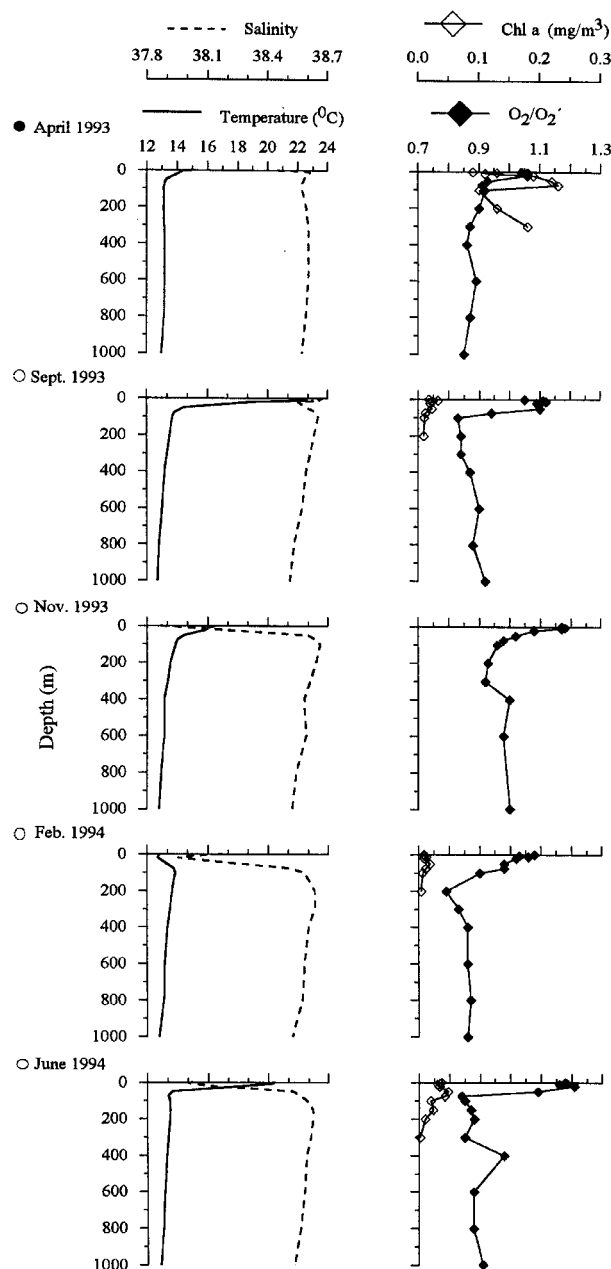 Salinity
37.8 38.1 38.4 38.7
Chl a (mg/m³)
0.0 0.1 0.2 0.3
● April 1993
Temperature (⁰C)
12 14 16 18 20 22 24
O₂/O₂´
0.7 0.9 1.1 1.3
0
200
400
600
800
1000
○ Sept. 1993
12 16 20 24
0
200
400
600
800
1000
○ Nov. 1993
0
200
400
600
800
1000
Depth (m)
○ Feb. 1994
0
200
400
600
800
1000
○ June 1994
0
200
400
600
800
1000